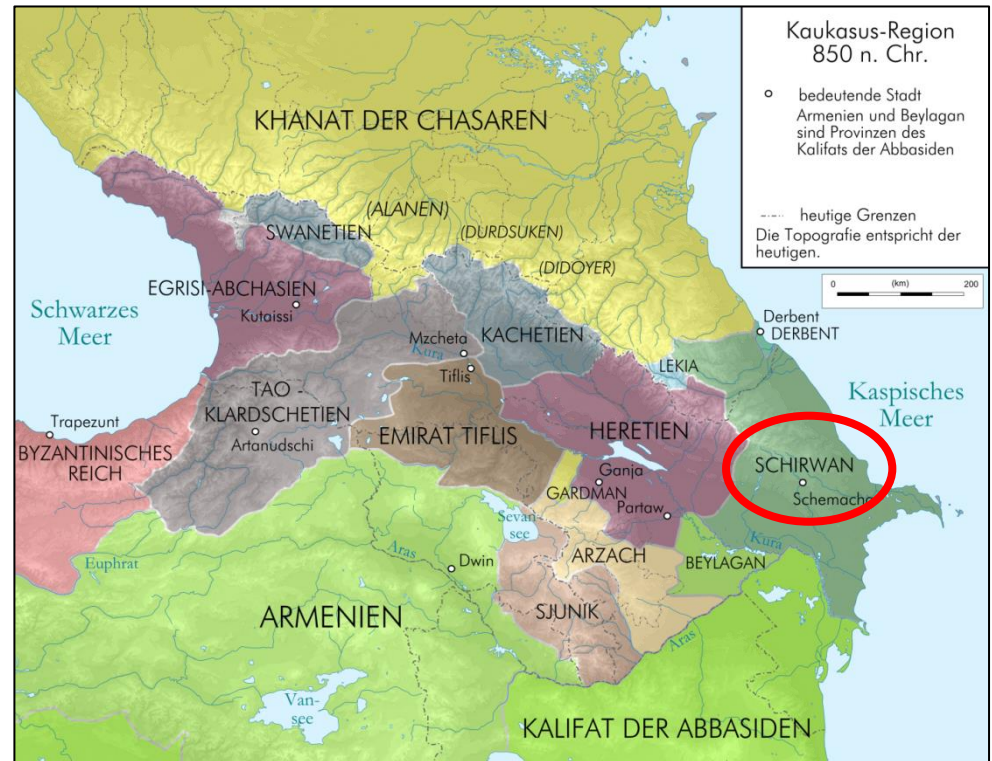 Kaukasus-Region
850 n. Chr.
bedeutende Stadt
Armenien und Beylagan
sind Provinzen des
Kalifats der Abbasiden
heutige Grenzen
Die Topografie entspricht der
heutigen.
0 (km) 200
KHANAT DER CHASAREN
(ALANEN)
SWANETIEN
(DURDSUKEN)
(DIDOYER)
EGRISI-ABCHASIEN
Kutaissi
Schwarzes
Meer
Mzcheta
Kura
KACHETIEN
Tiflis
LEKIA
Derbent
DERBENT
Kaspisches
Meer
TAO -
KLARDSCHETIEN
Artanudschi
Trapezunt
BYZANTINISCHES
REICH
EMIRAT TIFLIS
HERETIEN
Ganja
GARDMAN
Partaw
SCHIRWAN
Schemacha
Kura
Sevan-
see
ARZACH
BEYLAGAN
Euphrat
Aras
Dwin
ARMENIEN
SJUNIK
Aras
Van-
see
KALIFAT DER ABBASIDEN